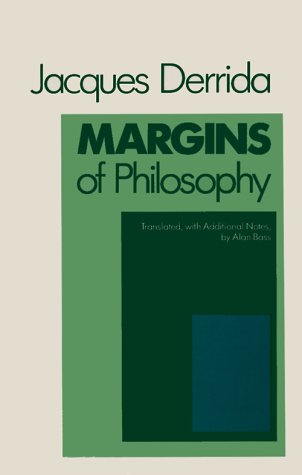 Jacques Derrida
MARGINS
of Philosophy
Translated, with Additional Notes,
by Alan Bass